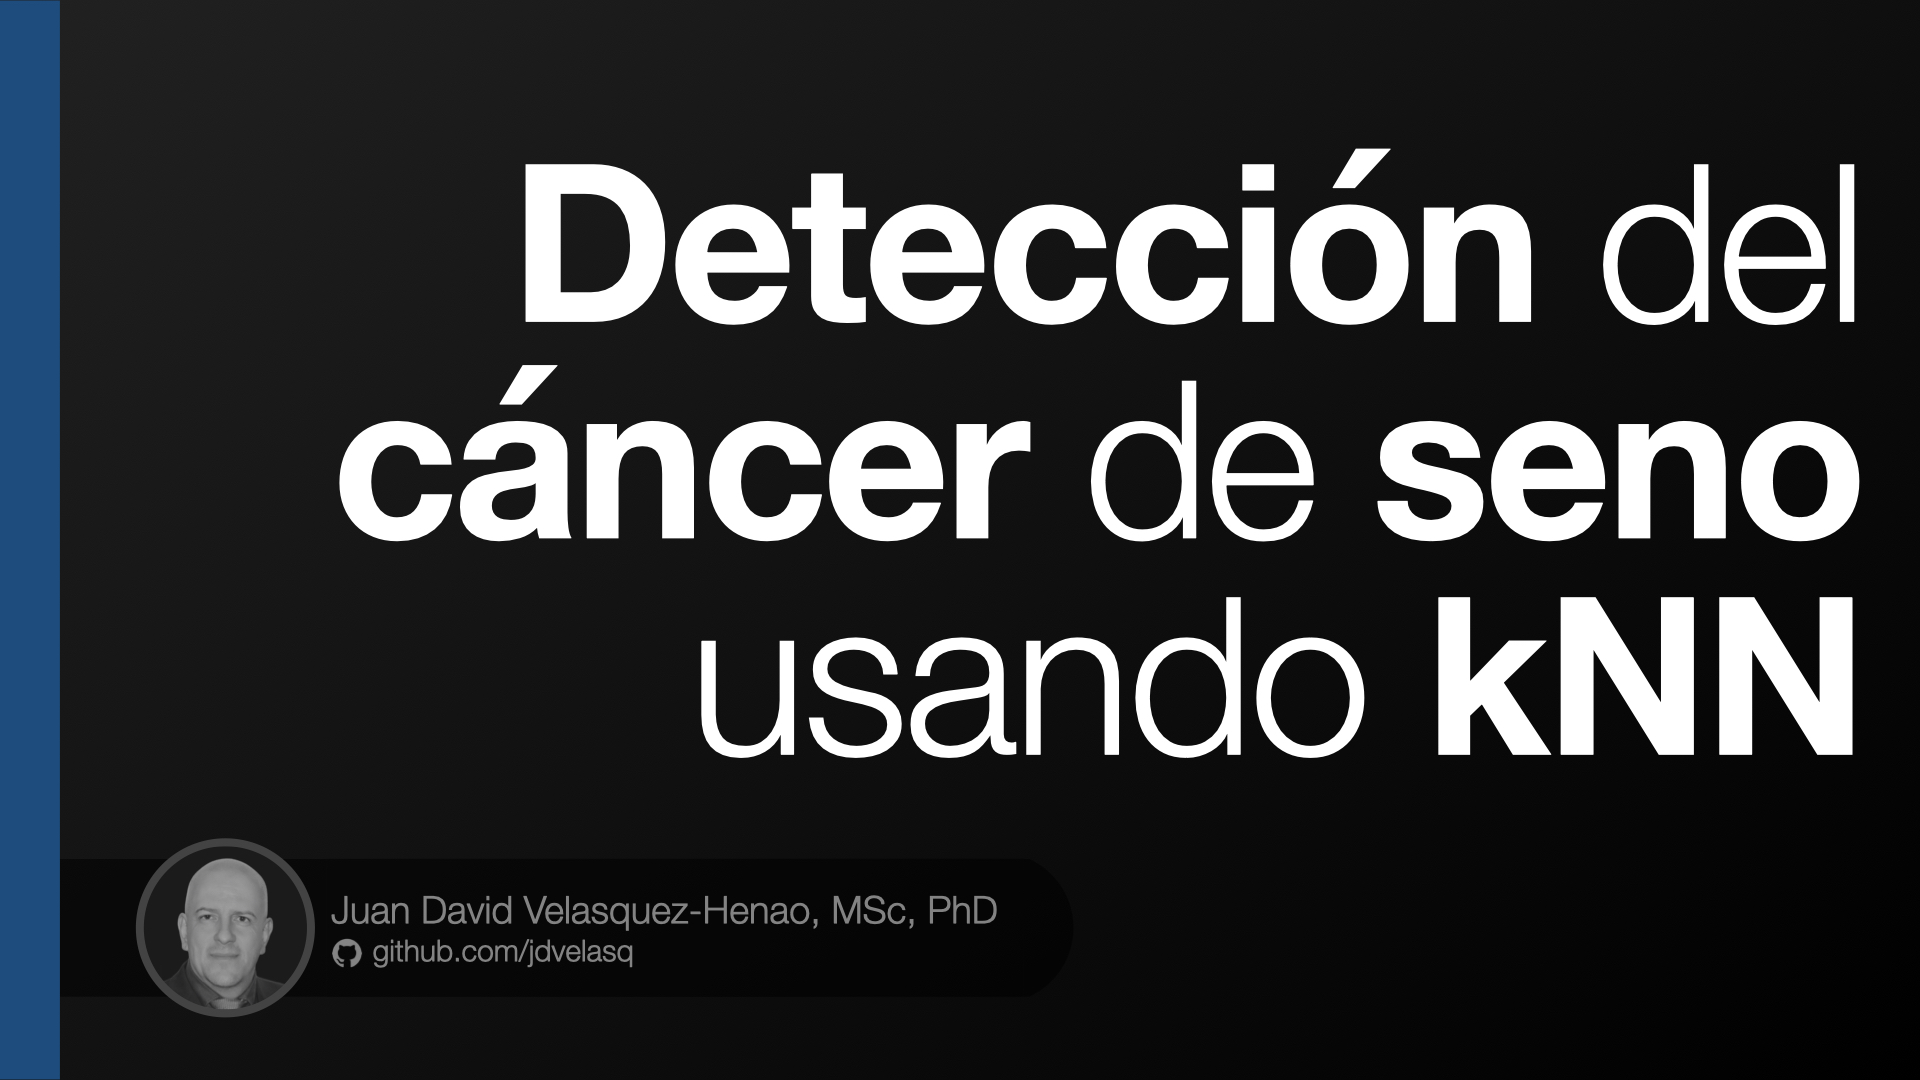 Detección del
cáncer de seno
usando kNN
Juan David Velasquez-Henao, MSc, PhD
github.com/jdvelasq